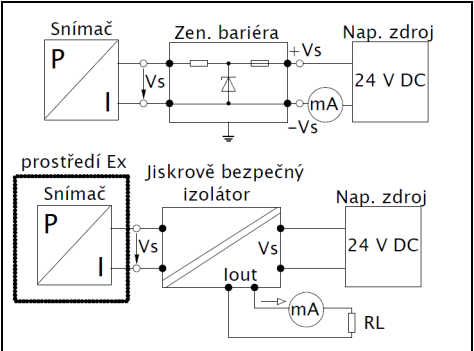 Snímač
Zen. bariéra
Nap. zdroj
P
I
Vs
+Vs
-Vs
mA
24 V DC
prostředí Ex
Jiskrově bezpečný
izolátor
Snímač
Nap. zdroj
P
I
Vs
Vs
24 V DC
Iout
mA
RL